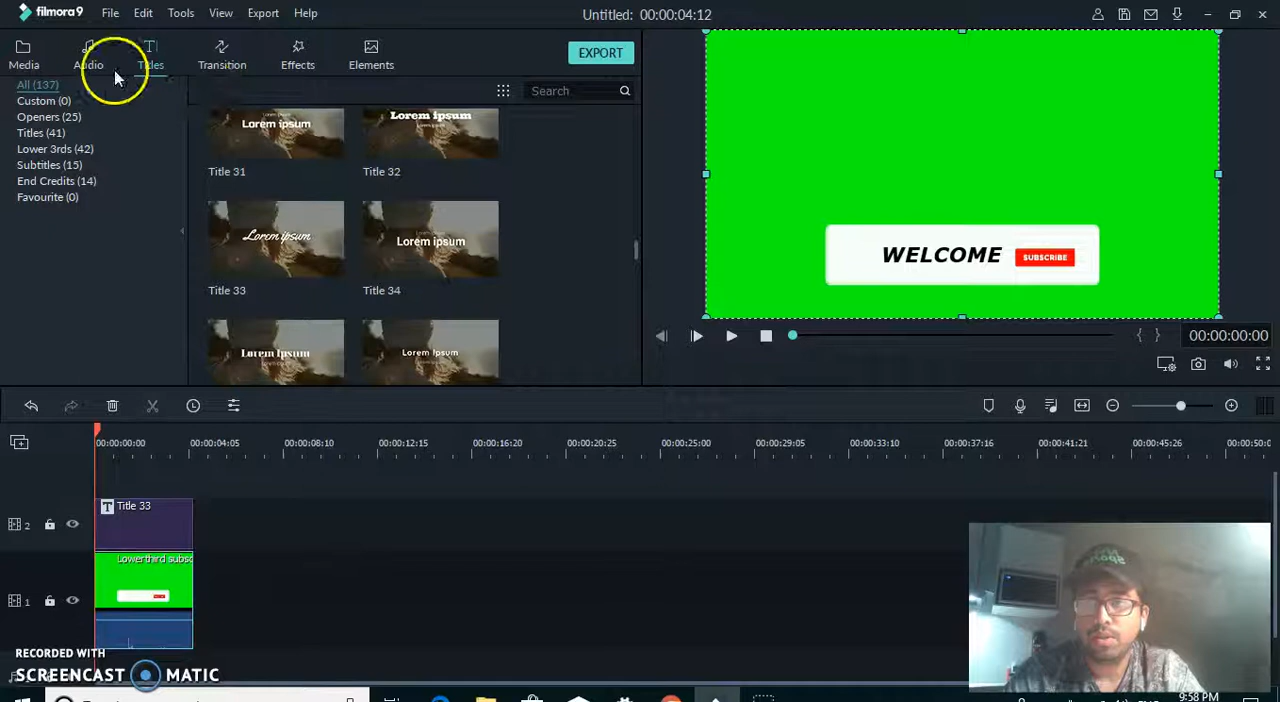 filmora9 File Edit Tools View Export Help Untitled: 00:00:04:12
Media Audio Titles Transition Effects Elements EXPORT
All (137)
Custom (0)
Openers (25)
Titles (41)
Lower 3rds (42)
Subtitles (15)
End Credits (14)
Favourite (0)
Search
Lorem ipsum Lorem ipsum
Title 31 Title 32
Lorem ipsum Lorem ipsum
Title 33 Title 34
Lorem Ipsum Lorem ipsum
WELCOME SUBSCRIBE
00:00:00:00
00:00:00:00 00:00:04:05 00:00:08:10 00:00:12:15 00:00:16:20 00:00:20:25 00:00:25:00 00:00:29:05 00:00:33:10 00:00:37:16 00:00:41:21 00:00:45:26
2 T Title 33
1 Lowerthird subsc
RECORDED WITH
SCREENCAST MATIC
9:58 PM